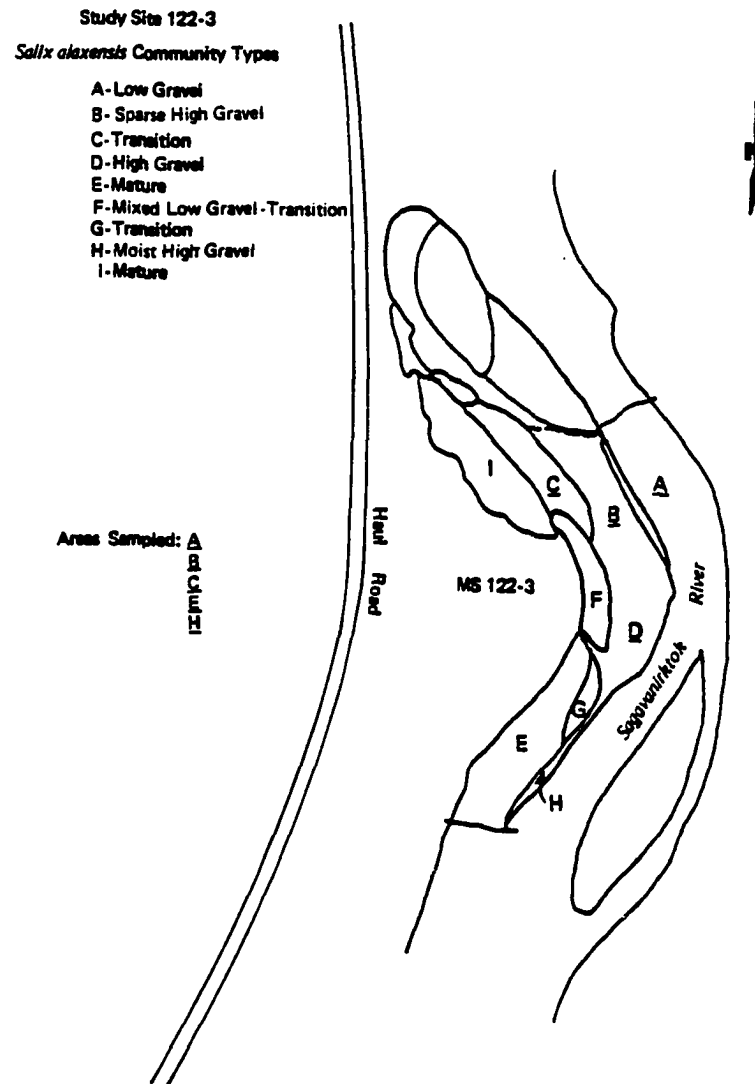 Study Site 122-3
Salix alaxensis Community Types
A-Low Gravel
B-Sparse High Gravel
C-Transition
D-High Gravel
E-Mature
F-Mixed Low Gravel-Transition
G-Transition
H-Moist High Gravel
I-Mature
Areas Sampled: A
B
C
E
H
Haul Road
MS 122-3
Sagavanirktok River
A
B
C
D
E
F
G
H
I